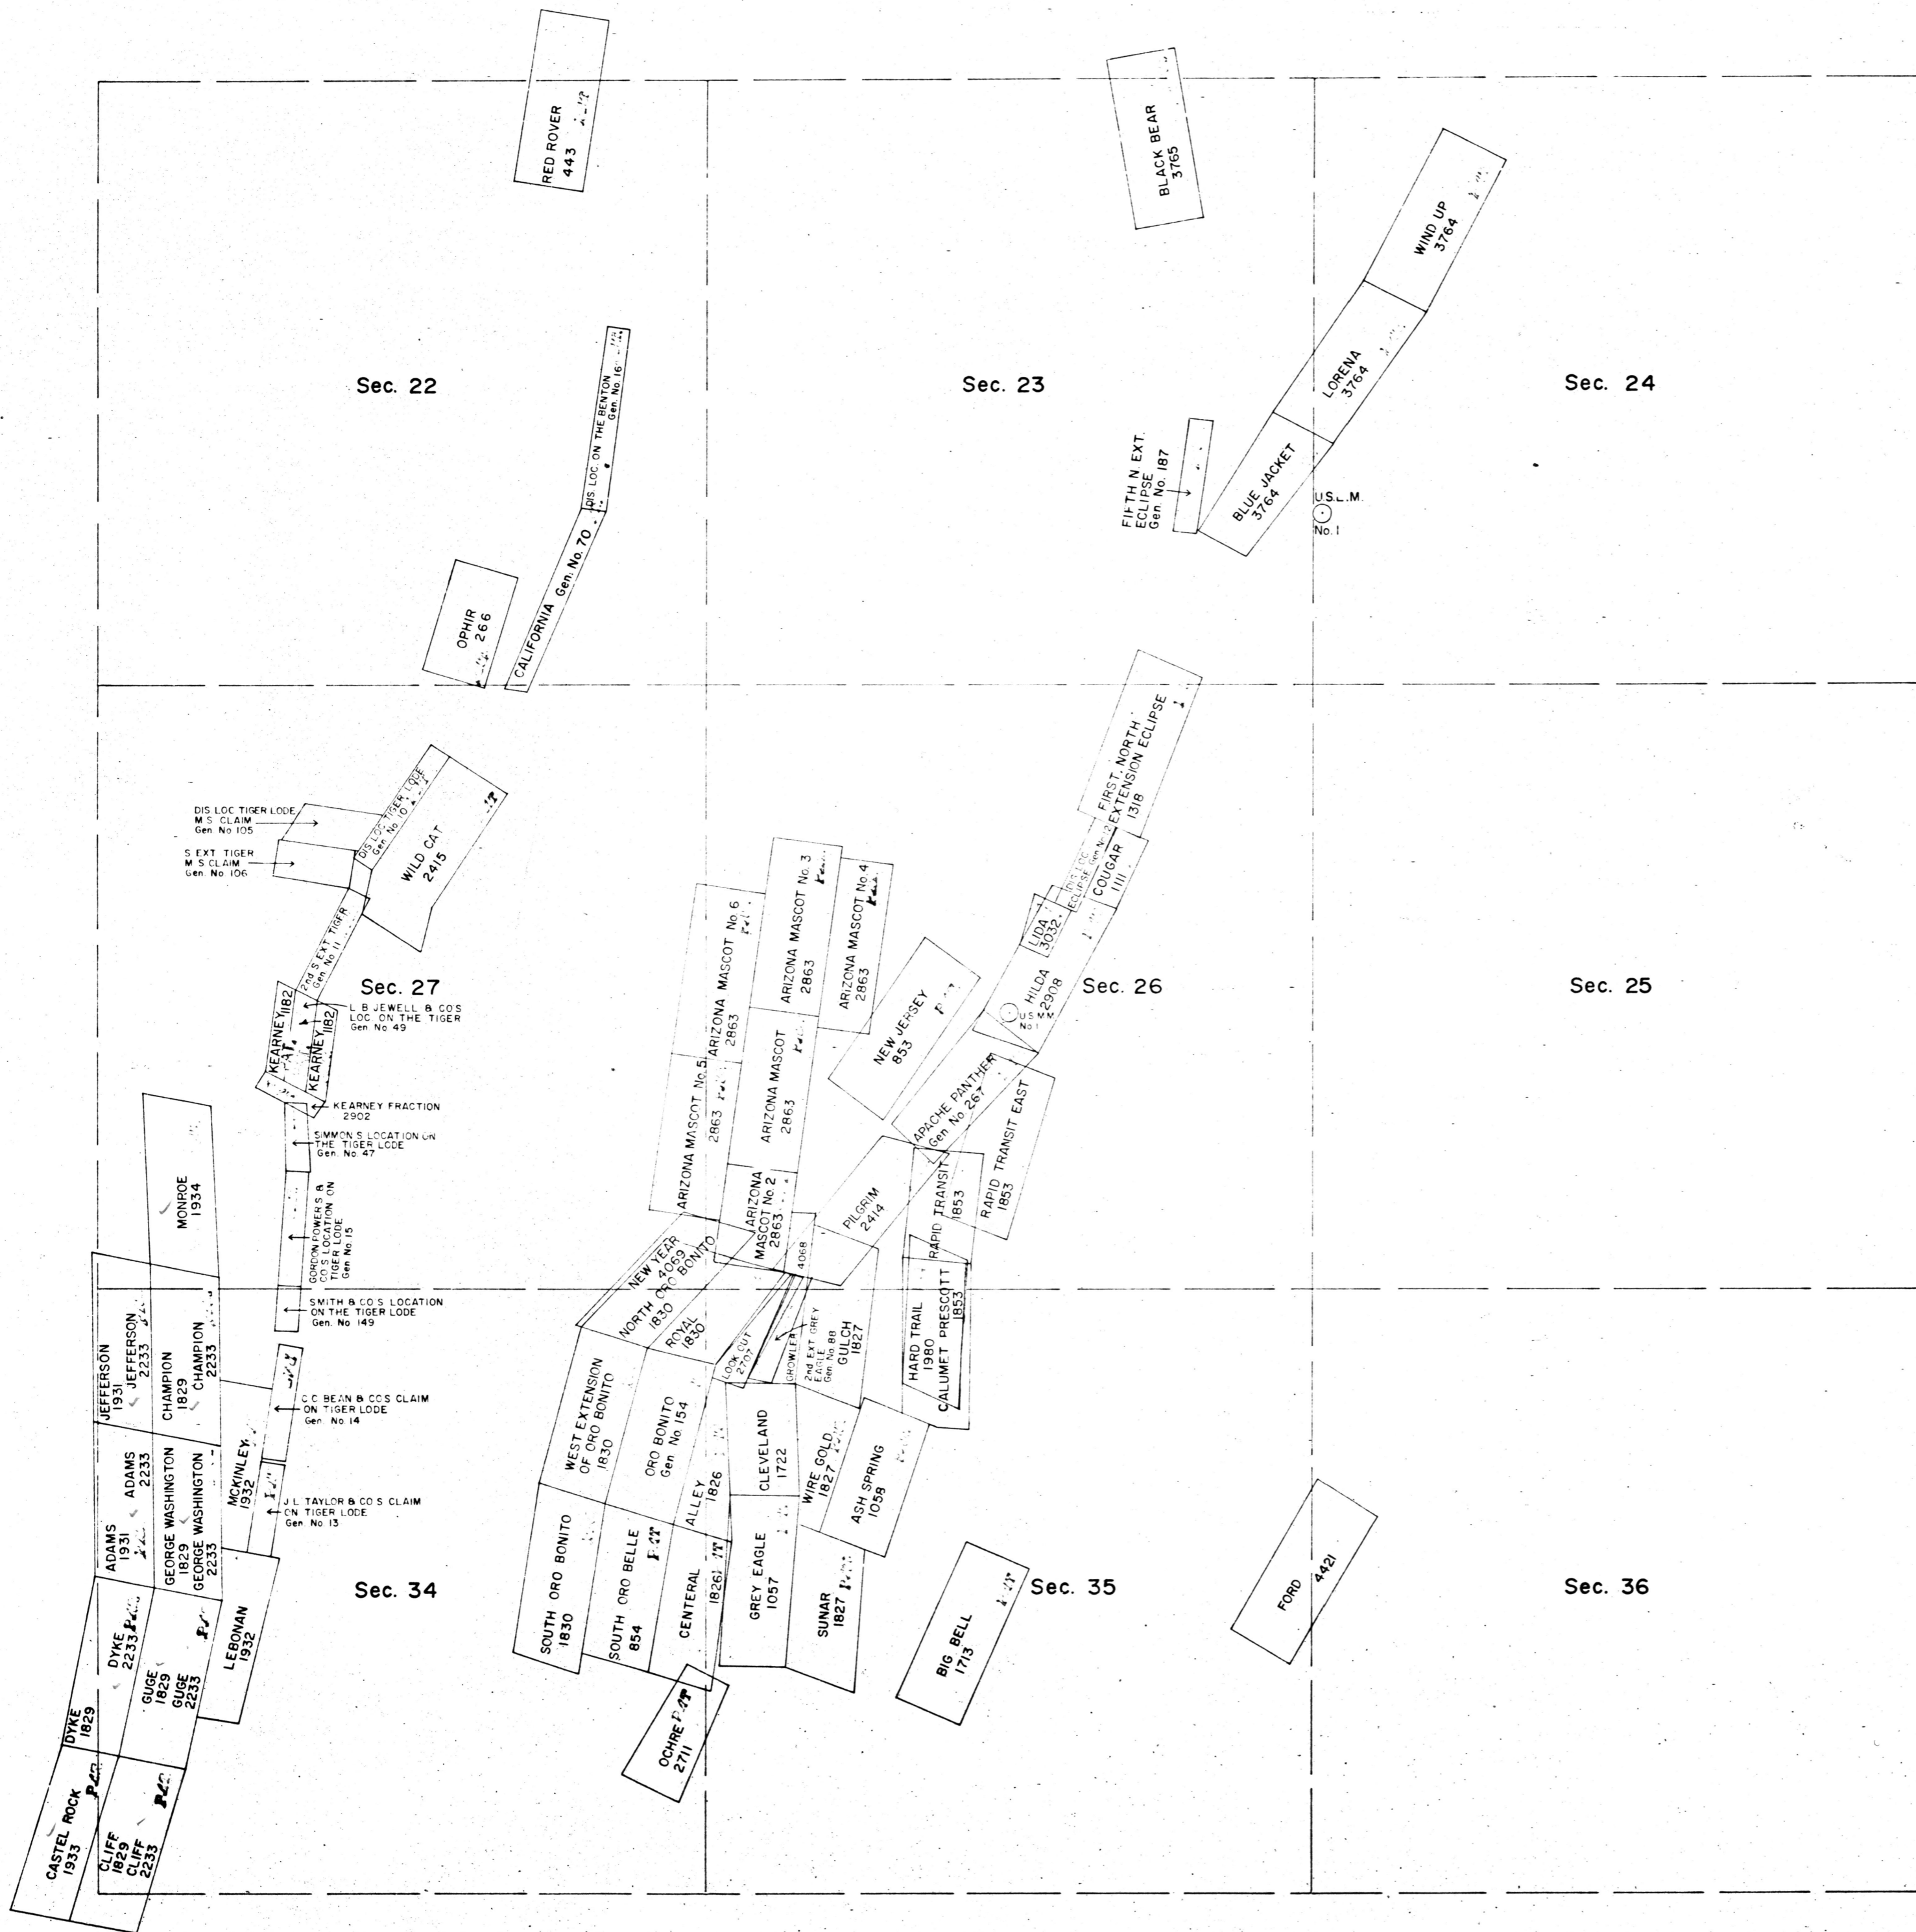 RED ROVER
443
BLACK BEAR
3765
WIND UP
3764
Sec. 22
DIS. LOC. ON THE BENTON
Gen. No. 16
Sec. 23
LORENA
3764
Sec. 24
FIFTH N. EXT.
ECLIPSE
Gen. No. 187
BLUE JACKET
3764
U.S.L.M.
No. 1
CALIFORNIA Gen. No. 70
OPHIR
266
FIRST NORTH
EXTENSION ECLIPSE
1318
DIS LOC TIGER LODE
M S CLAIM
Gen No 105
S EXT TIGER
M S CLAIM
Gen. No. 106
DIS LOC TIGER LODE
Gen. No 10
WILD CAT
2415
2nd S EXT TIGER
Gen. No. 11
Sec. 27
KEARNEY 1182
PAT.
KEARNEY 1182
L B JEWELL & CO'S
LOC. ON THE TIGER
Gen No 49
KEARNEY FRACTION
2902
SIMMON S LOCATION ON
THE TIGER LODE
Gen. No. 47
GORDON POWERS &
CO'S LOCATION ON
TIGER LODE
Gen No. 15
SMITH & CO'S LOCATION
ON THE TIGER LODE
Gen. No 149
C C BEAN & CO'S CLAIM
ON TIGER LODE
Gen. No. 14
J L TAYLOR & CO'S CLAIM
ON TIGER LODE
Gen. No. 13
ARIZONA MASCOT No. 6
2863
ARIZONA MASCOT No. 3
2863
ARIZONA MASCOT No. 4
2863
ARIZONA MASCOT No. 5
2863
ARIZONA MASCOT
2863
ARIZONA
MASCOT No. 2
2863
NEW JERSEY
853
DIS LOC
ECLIPSE
COUGAR
1111
LIDA
3032
HILDA
2908
U S M M
No 1
Sec. 26
Sec. 25
APACHE PANTHER
Gen. No. 267
RAPID TRANSIT EAST
1853
RAPID TRANSIT
1853
PILGRIM
2414
4068
NEW YEAR
4069
NORTH ORO BONITO
1830
ROYAL
1830
LOOK OUT
2707
GROWLER
2nd EXT GREY
EAGLE
Gen. No. 88
GULCH
1827
HARD TRAIL
1980
CALUMET PRESCOTT
1853
MONROE
1934
JEFFERSON
1931
JEFFERSON
2233
CHAMPION
1829
CHAMPION
2233
ADAMS
1931
ADAMS
2233
GEORGE WASHINGTON
1829
GEORGE WASHINGTON
2233
MCKINLEY
1932
LEBONAN
1932
Sec. 34
DYKE
1829
DYKE
2233
GUGE
1829
GUGE
2233
CASTEL ROCK
1933
CLIFF
1829
CLIFF
2233
WEST EXTENSION
OF ORO BONITO
1830
ORO BONITO
Gen No. 154
SOUTH ORO BONITO
1830
SOUTH ORO BELLE
854
PAT
ALLEY
1826
CENTERAL
1826
CLEVELAND
1722
GREY EAGLE
1057
WIRE GOLD
1827
ASH SPRING
1058
SUNAR
1827
OCHRE
2711
PAT
BIG BELL
1713
Sec. 35
FORD 4421
Sec. 36